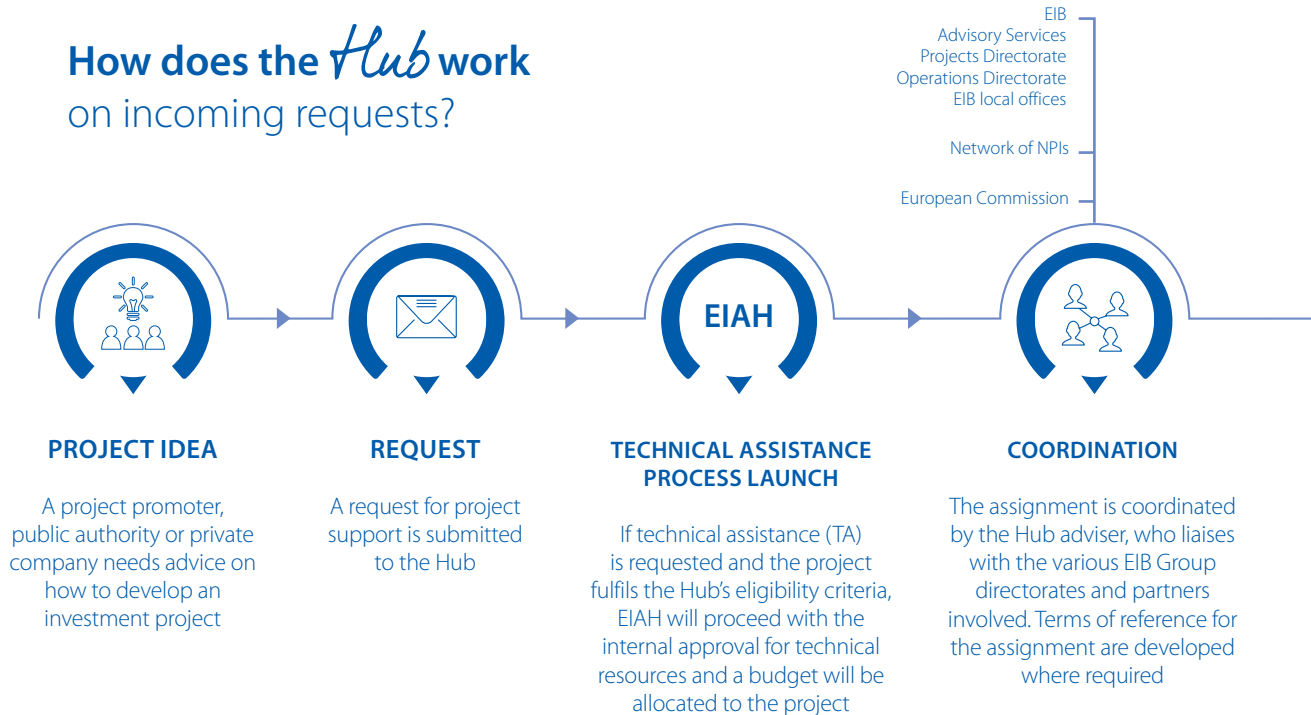 How does the Hub work
on incoming requests?
EIB
Advisory Services
Projects Directorate
Operations Directorate
EIB local offices
Network of NPIs
European Commission
EIAH
PROJECT IDEA
A project promoter,
public authority or private
company needs advice on
how to develop an
investment project
REQUEST
A request for project
support is submitted
to the Hub
TECHNICAL ASSISTANCE
PROCESS LAUNCH
If technical assistance (TA)
is requested and the project
fulfils the Hub’s eligibility criteria,
EIAH will proceed with the
internal approval for technical
resources and a budget will be
allocated to the project
COORDINATION
The assignment is coordinated
by the Hub adviser, who liaises
with the various EIB Group
directorates and partners
involved. Terms of reference for
the assignment are developed
where required